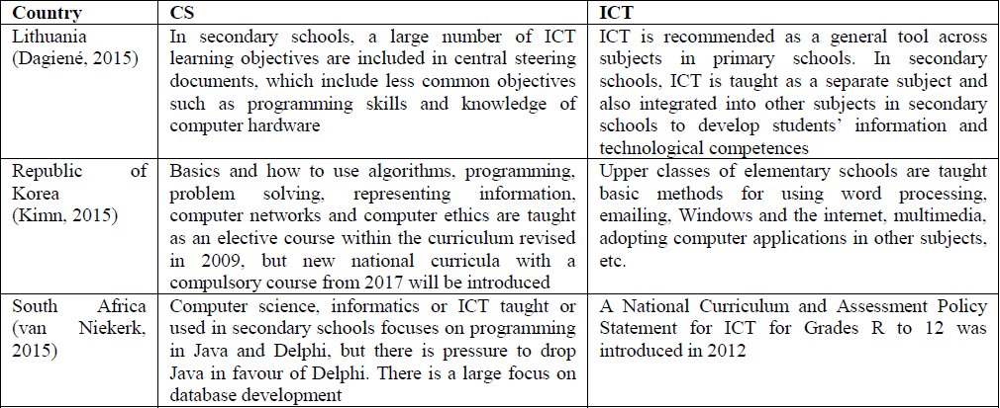 Country CS ICT
Lithuania
(Dagienė, 2015)
In secondary schools, a large number of ICT
learning objectives are included in central steering
documents, which include less common objectives
such as programming skills and knowledge of
computer hardware
ICT is recommended as a general tool across
subjects in primary schools. In secondary
schools, ICT is taught as a separate subject and
also integrated into other subjects in secondary
schools to develop students’ information and
technological competences
Republic of
Korea
(Kimn, 2015)
Basics and how to use algorithms, programming,
problem solving, representing information,
computer networks and computer ethics are taught
as an elective course within the curriculum revised
in 2009, but new national curricula with a
compulsory course from 2017 will be introduced
Upper classes of elementary schools are taught
basic methods for using word processing,
emailing, Windows and the internet, multimedia,
adopting computer applications in other subjects,
etc.
South Africa
(van Niekerk,
2015)
Computer science, informatics or ICT taught or
used in secondary schools focuses on programming
in Java and Delphi, but there is pressure to drop
Java in favour of Delphi. There is a large focus on
database development
A National Curriculum and Assessment Policy
Statement for ICT for Grades R to 12 was
introduced in 2012